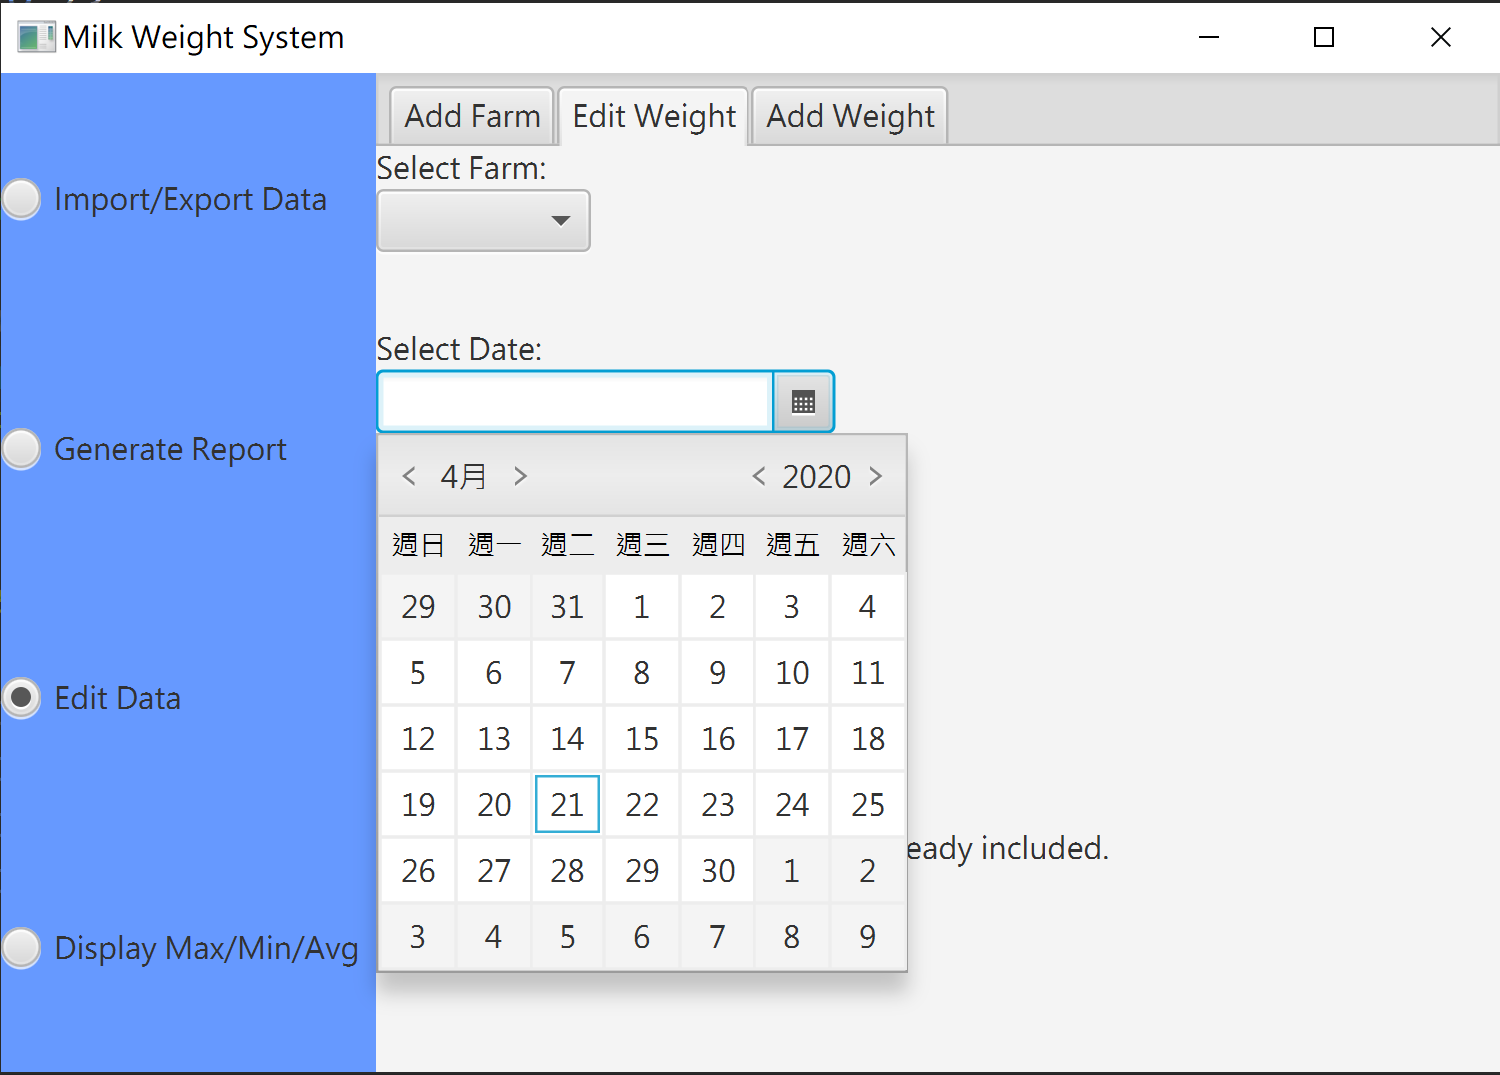 Milk Weight System
Add Farm Edit Weight Add Weight
Select Farm:
Import/Export Data
Select Date:
Generate Report
4月 2020
週日 週一 週二 週三 週四 週五 週六
29 30 31 1 2 3 4
5 6 7 8 9 10 11
Edit Data
12 13 14 15 16 17 18
19 20 21 22 23 24 25
eady included.
26 27 28 29 30 1 2
3 4 5 6 7 8 9
Display Max/Min/Avg